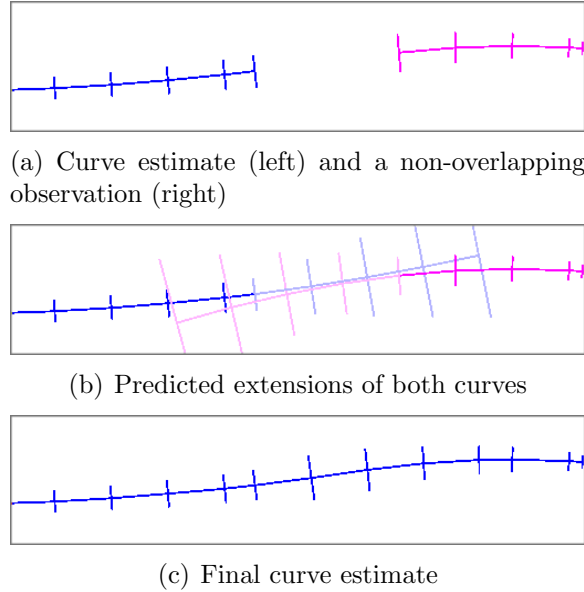 (a) Curve estimate (left) and a non-overlapping
observation (right)
(b) Predicted extensions of both curves
(c) Final curve estimate